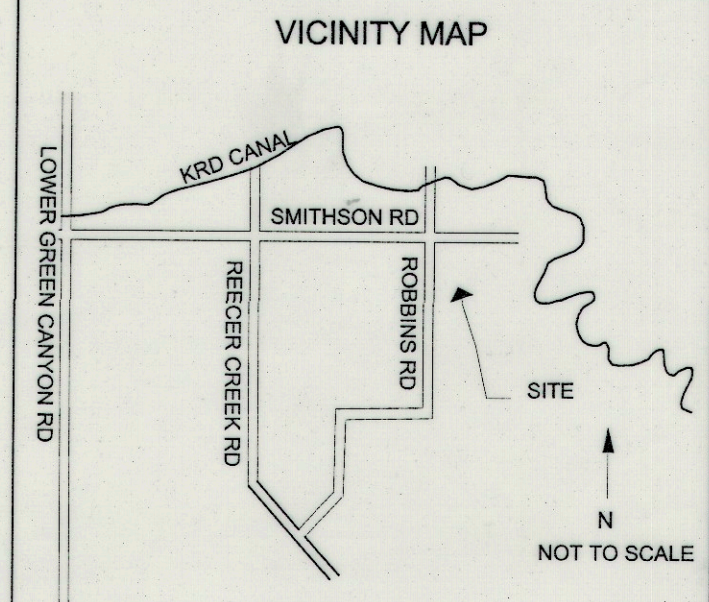 VICINITY MAP
KRD CANAL
LOWER GREEN CANYON RD
SMITHSON RD
REECER CREEK RD
ROBBINS RD
SITE
N
NOT TO SCALE